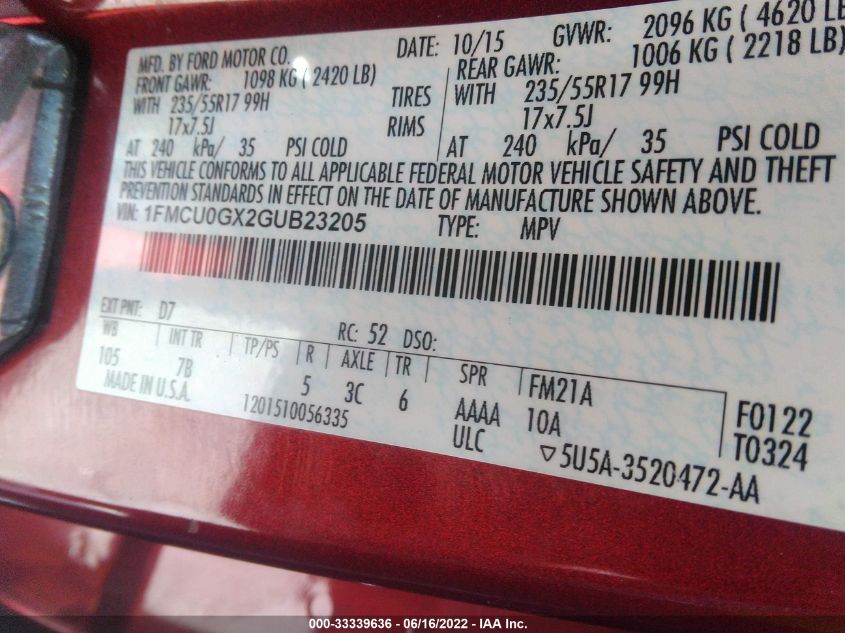 MFD. BY FORD MOTOR CO.
DATE: 10/15 GVWR: 2096 KG ( 4620 LB
FRONT GAWR: 1098 KG ( 2420 LB) REAR GAWR: 1006 KG ( 2218 LB)
WITH 235/55R17 99H TIRES WITH 235/55R17 99H
17x7.5J RIMS 17x7.5J
AT 240 kPa/ 35 PSI COLD AT 240 kPa/ 35 PSI COLD
THIS VEHICLE CONFORMS TO ALL APPLICABLE FEDERAL MOTOR VEHICLE SAFETY AND THEFT
PREVENTION STANDARDS IN EFFECT ON THE DATE OF MANUFACTURE SHOWN ABOVE.
VIN: 1FMCU0GX2GUB23205 TYPE: MPV
EXT PNT: D7 RC: 52 DSO:
WB INT TR TP/PS R AXLE TR SPR FM21A F0122
105 7B 5 3C 6 AAAA 10A T0324
MADE IN U.S.A. 1201510056335 ULC ▽5U5A-3520472-AA
000-33339636 - 06/16/2022 - IAA Inc.